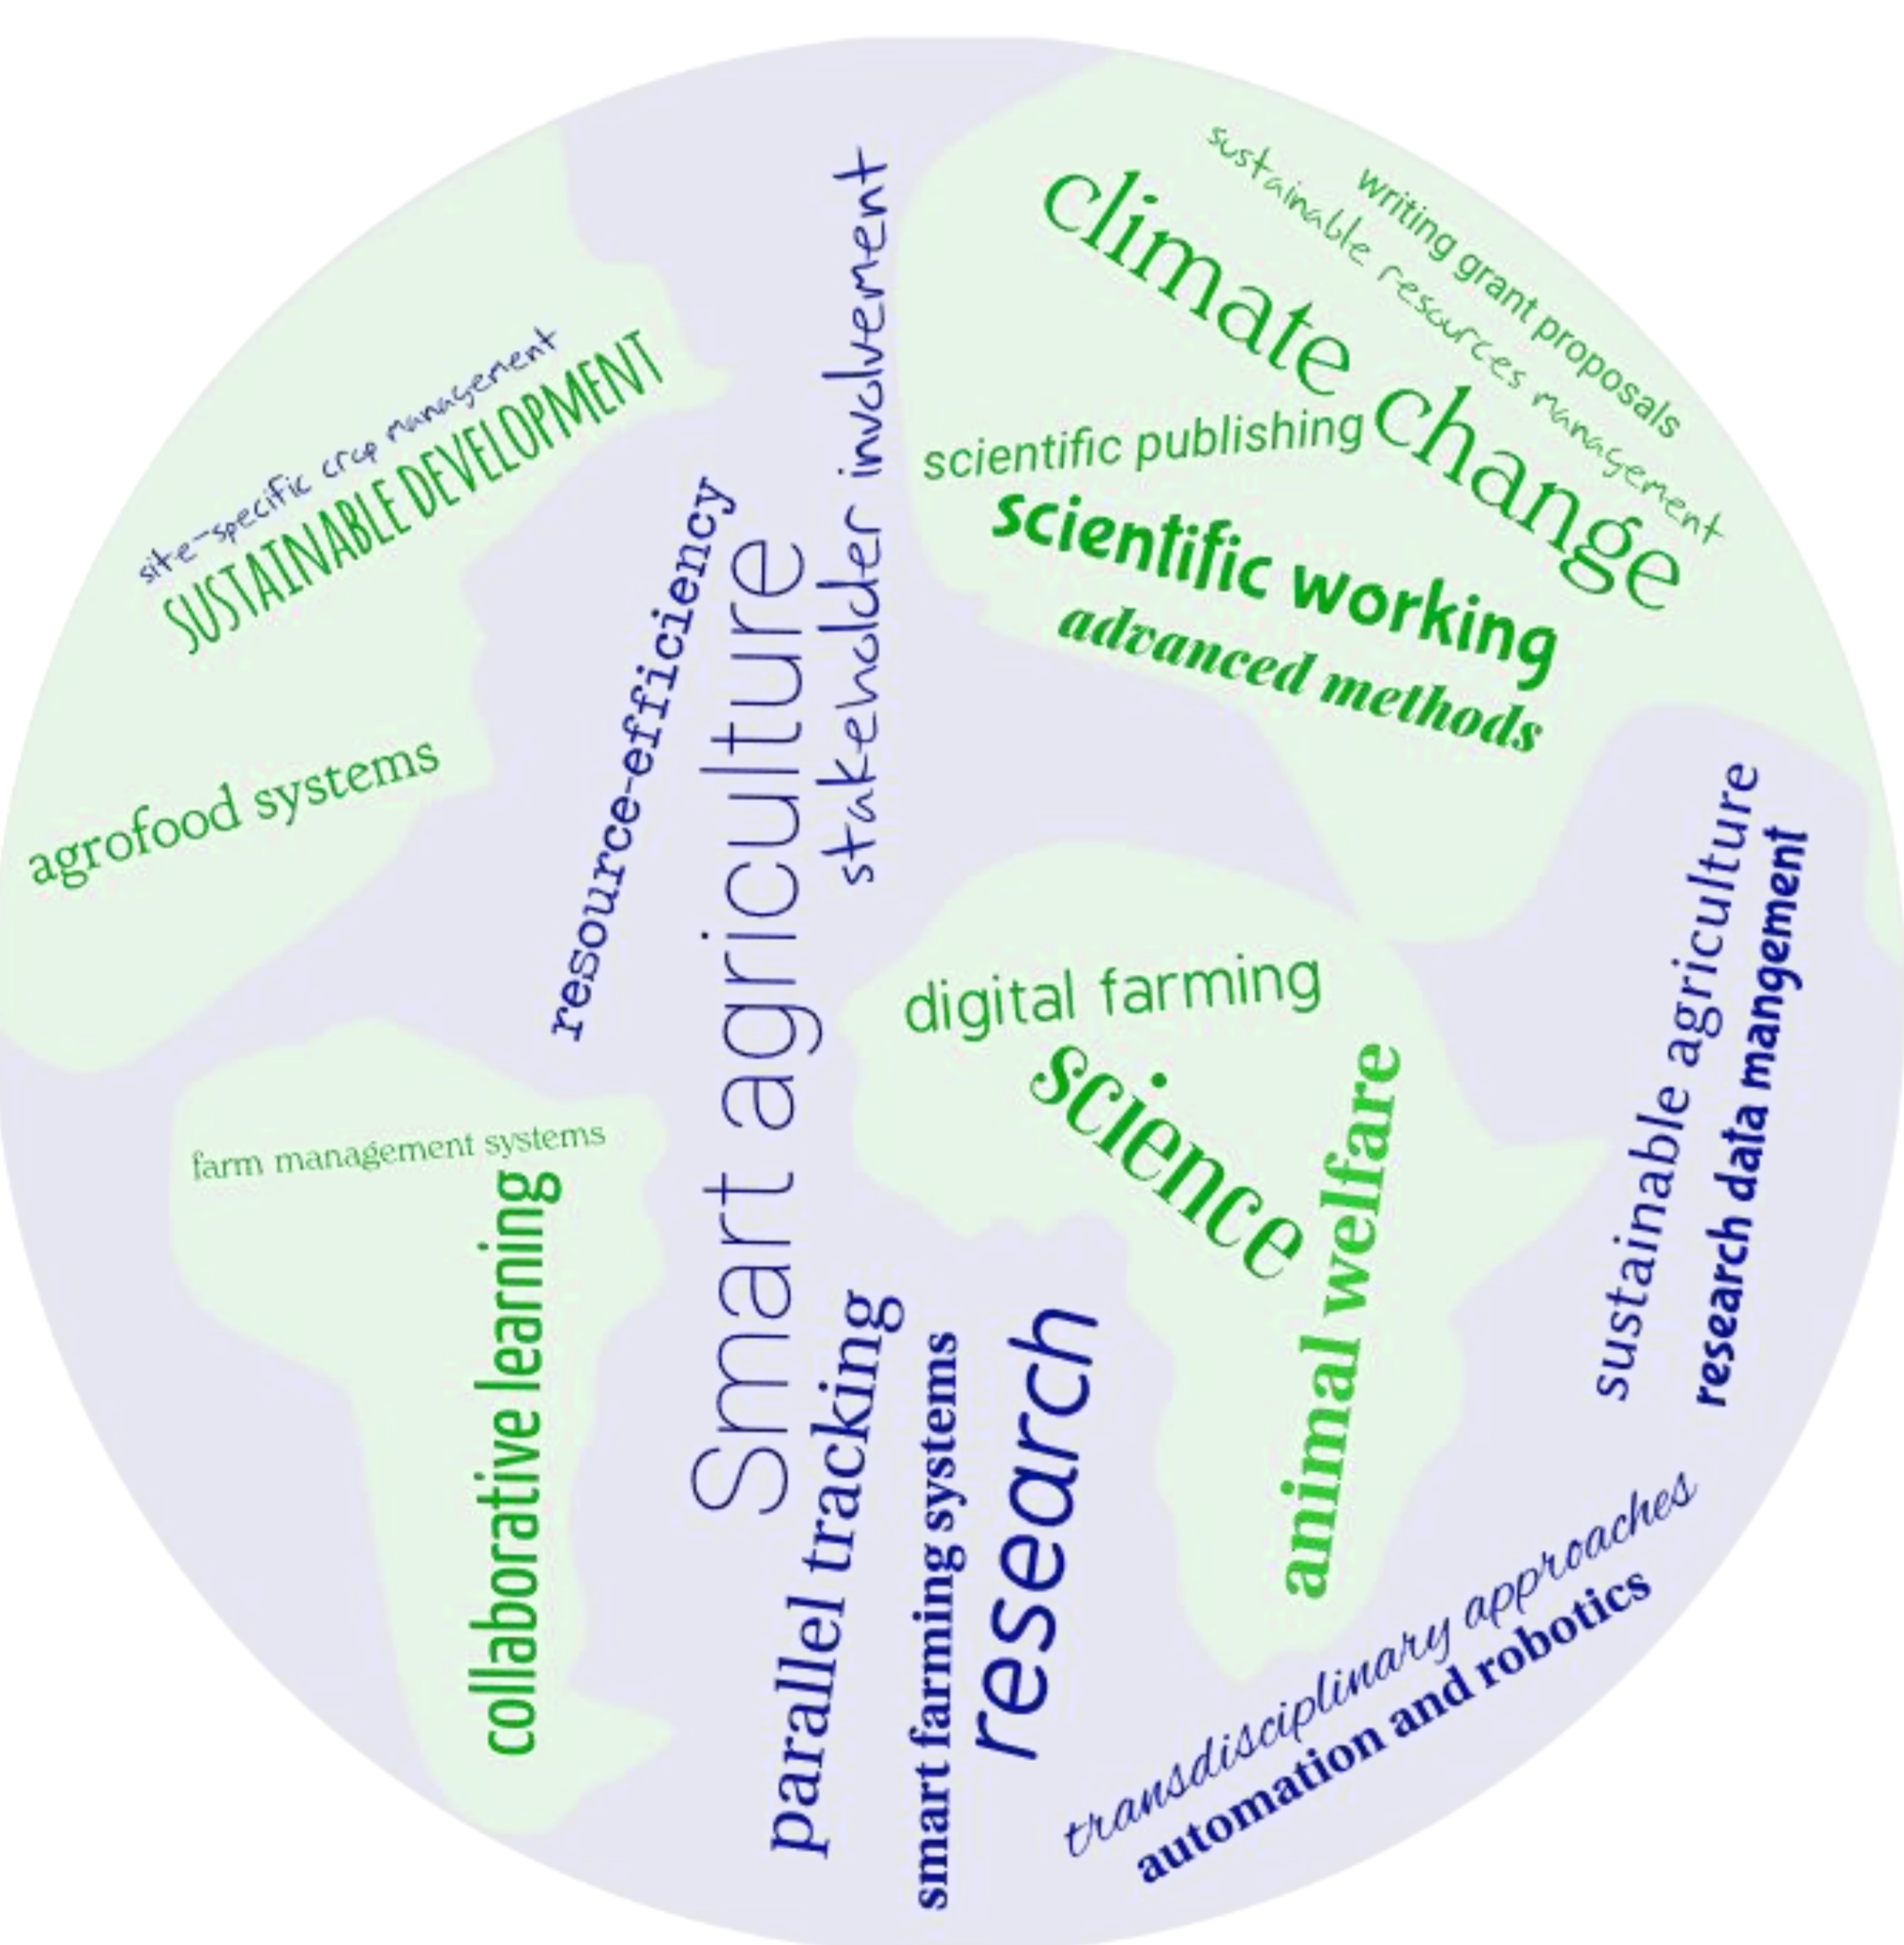 site-specific crop management
SUSTAINABLE DEVELOPMENT
agrofood systems
resource-efficiency
Smart agriculture
stakeholder involvement
writing grant proposals
sustainable resources management
climate change
scientific publishing
scientific working
advanced methods
digital farming
science
animal welfare
sustainable agriculture
research data mangement
farm management systems
collaborative learning
parallel tracking
smart farming systems
research
transdisciplinary approaches
automation and robotics